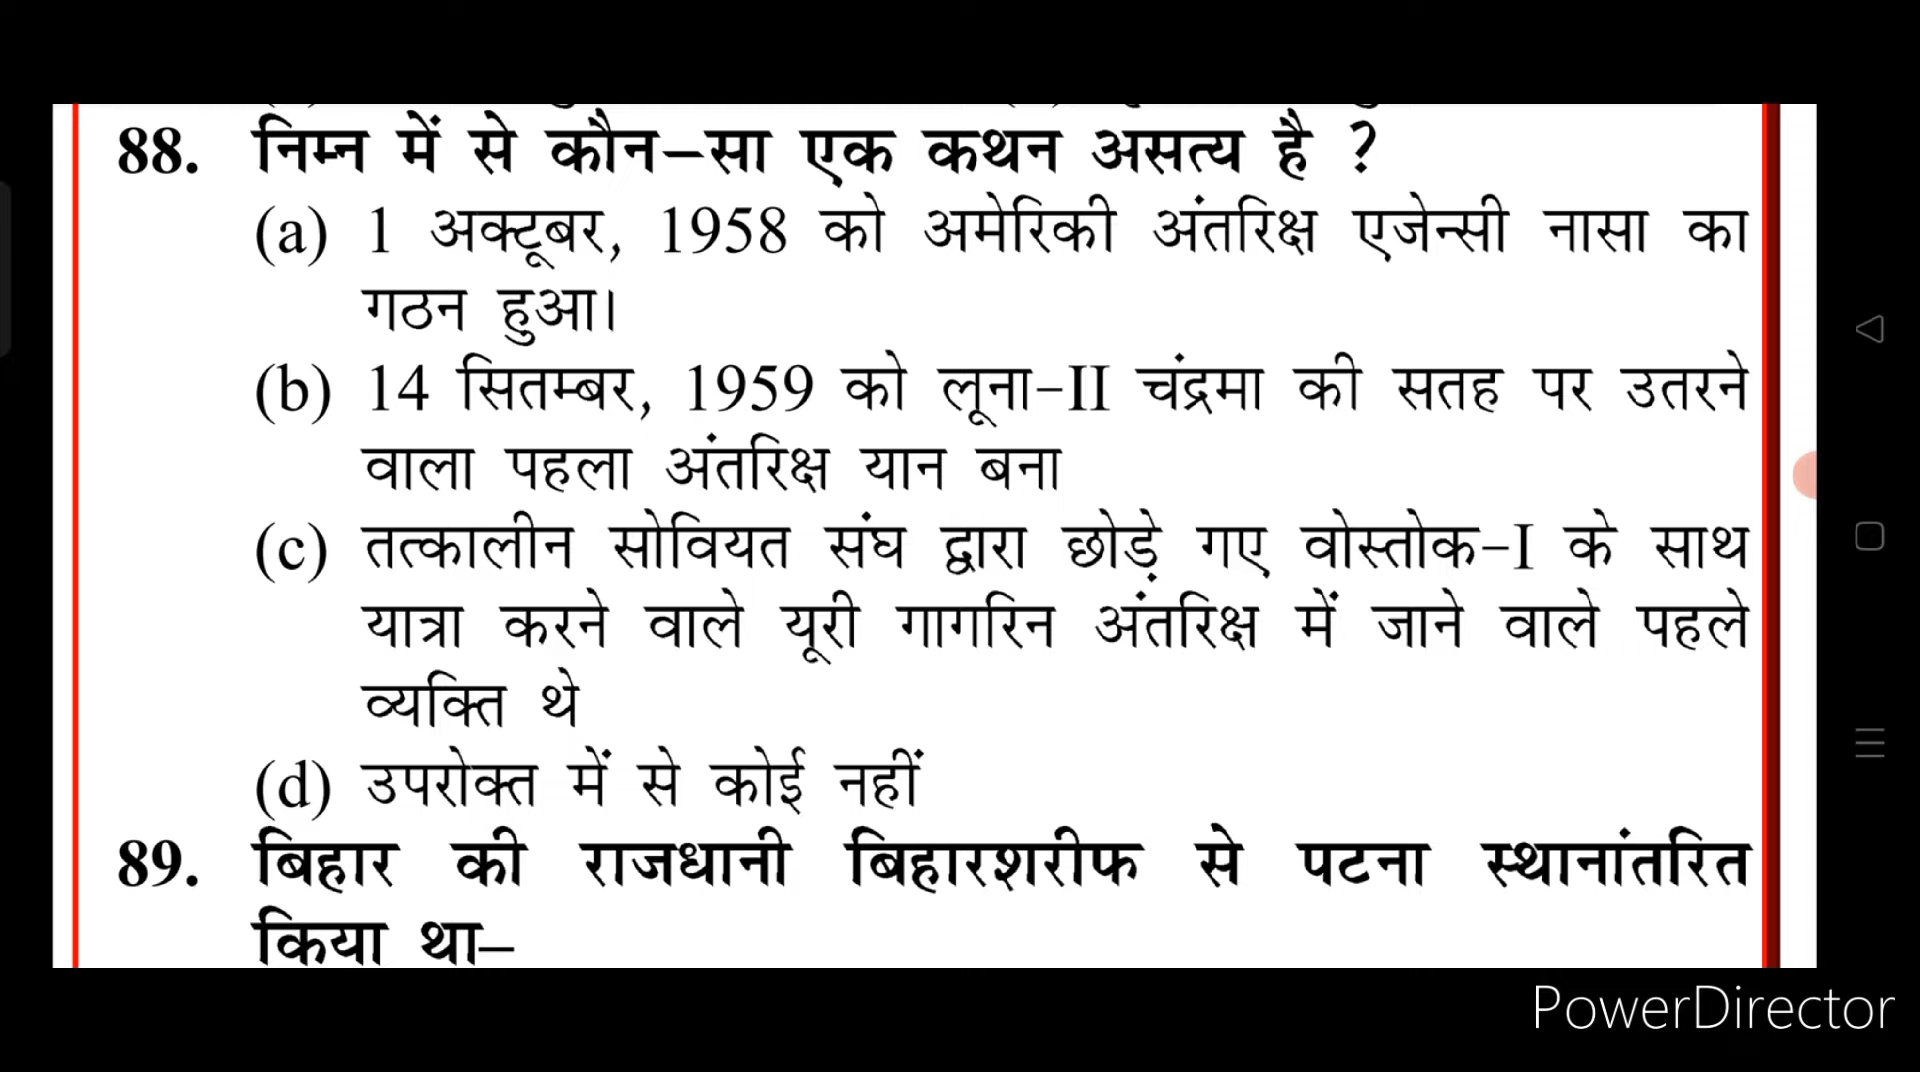 88. निम्न में से कौन–सा एक कथन असत्य है ?
(a) 1 अक्टूबर, 1958 को अमेरिकी अंतरिक्ष एजेन्सी नासा का
गठन हुआ।
(b) 14 सितम्बर, 1959 को लूना-II चंद्रमा की सतह पर उतरने
वाला पहला अंतरिक्ष यान बना
(c) तत्कालीन सोवियत संघ द्वारा छोड़े गए वोस्तोक-I के साथ
यात्रा करने वाले यूरी गागरिन अंतरिक्ष में जाने वाले पहले
व्यक्ति थे
(d) उपरोक्त में से कोई नहीं
89. बिहार की राजधानी बिहारशरीफ से पटना स्थानांतरित
किया था–
PowerDirector